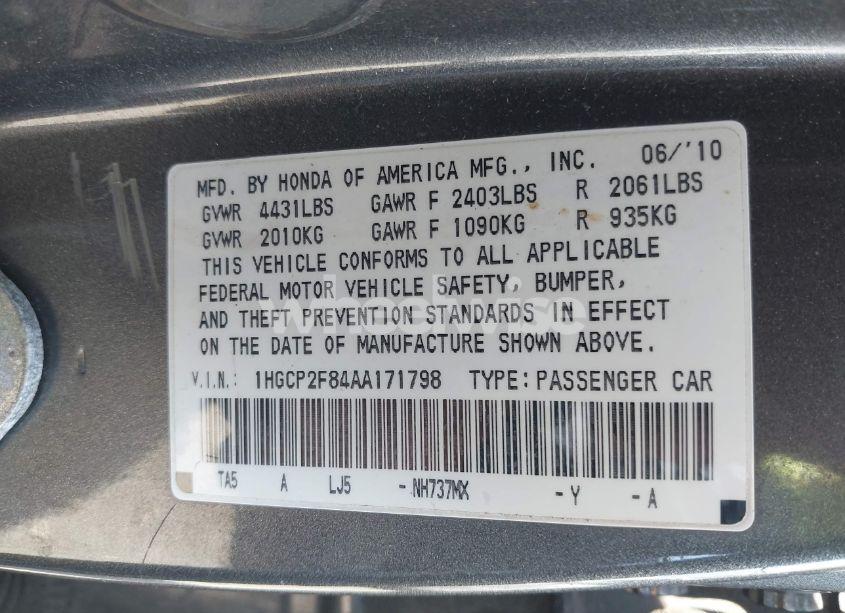 MFD. BY HONDA OF AMERICA MFG., INC. 06/'10
GVWR 4431LBS GAWR F 2403LBS R 2061LBS
GVWR 2010KG GAWR F 1090KG R 935KG
THIS VEHICLE CONFORMS TO ALL APPLICABLE
FEDERAL MOTOR VEHICLE SAFETY, BUMPER,
AND THEFT PREVENTION STANDARDS IN EFFECT
ON THE DATE OF MANUFACTURE SHOWN ABOVE.
V.I.N.: 1HGCP2F84AA171798 TYPE: PASSENGER CAR
TA5 A LJ5 -NH737MX -Y -A
wheelwise